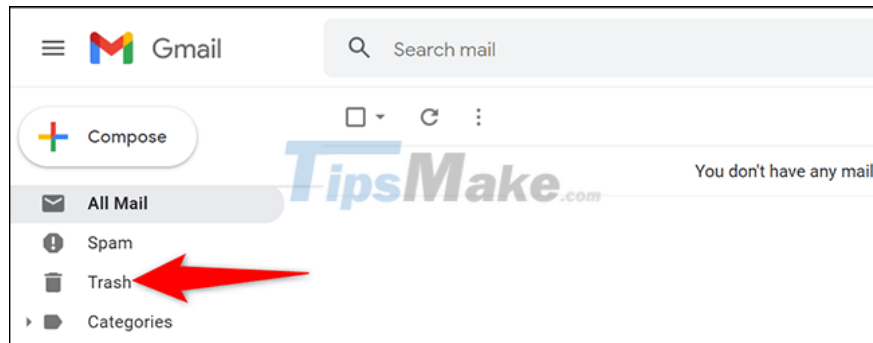 Gmail
Search mail
Compose
You don't have any mail
TipsMake.com
All Mail
Spam
Trash
Categories